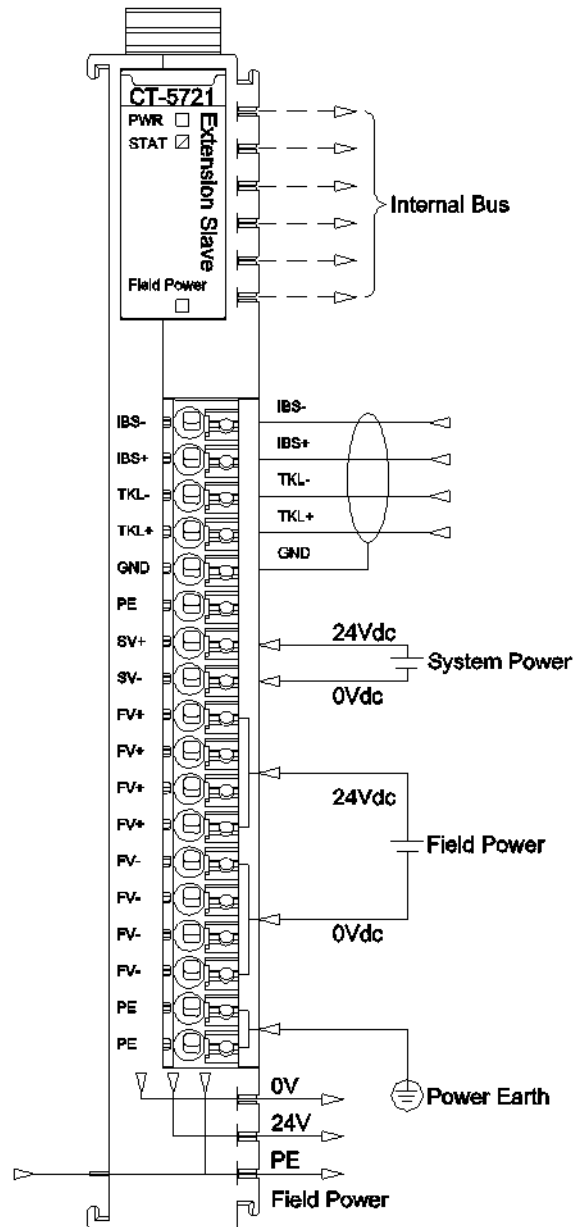 CT-5721
PWR
STAT
Extension Slave
Field Power
Internal Bus
IBS-
IBS+
TKL-
TKL+
GND
PE
SV+
SV-
FV+
FV+
FV+
FV+
FV-
FV-
FV-
FV-
PE
PE
IBS-
IBS+
TKL-
TKL+
GND
24Vdc
System Power
0Vdc
24Vdc
Field Power
0Vdc
Power Earth
0V
24V
PE
Field Power